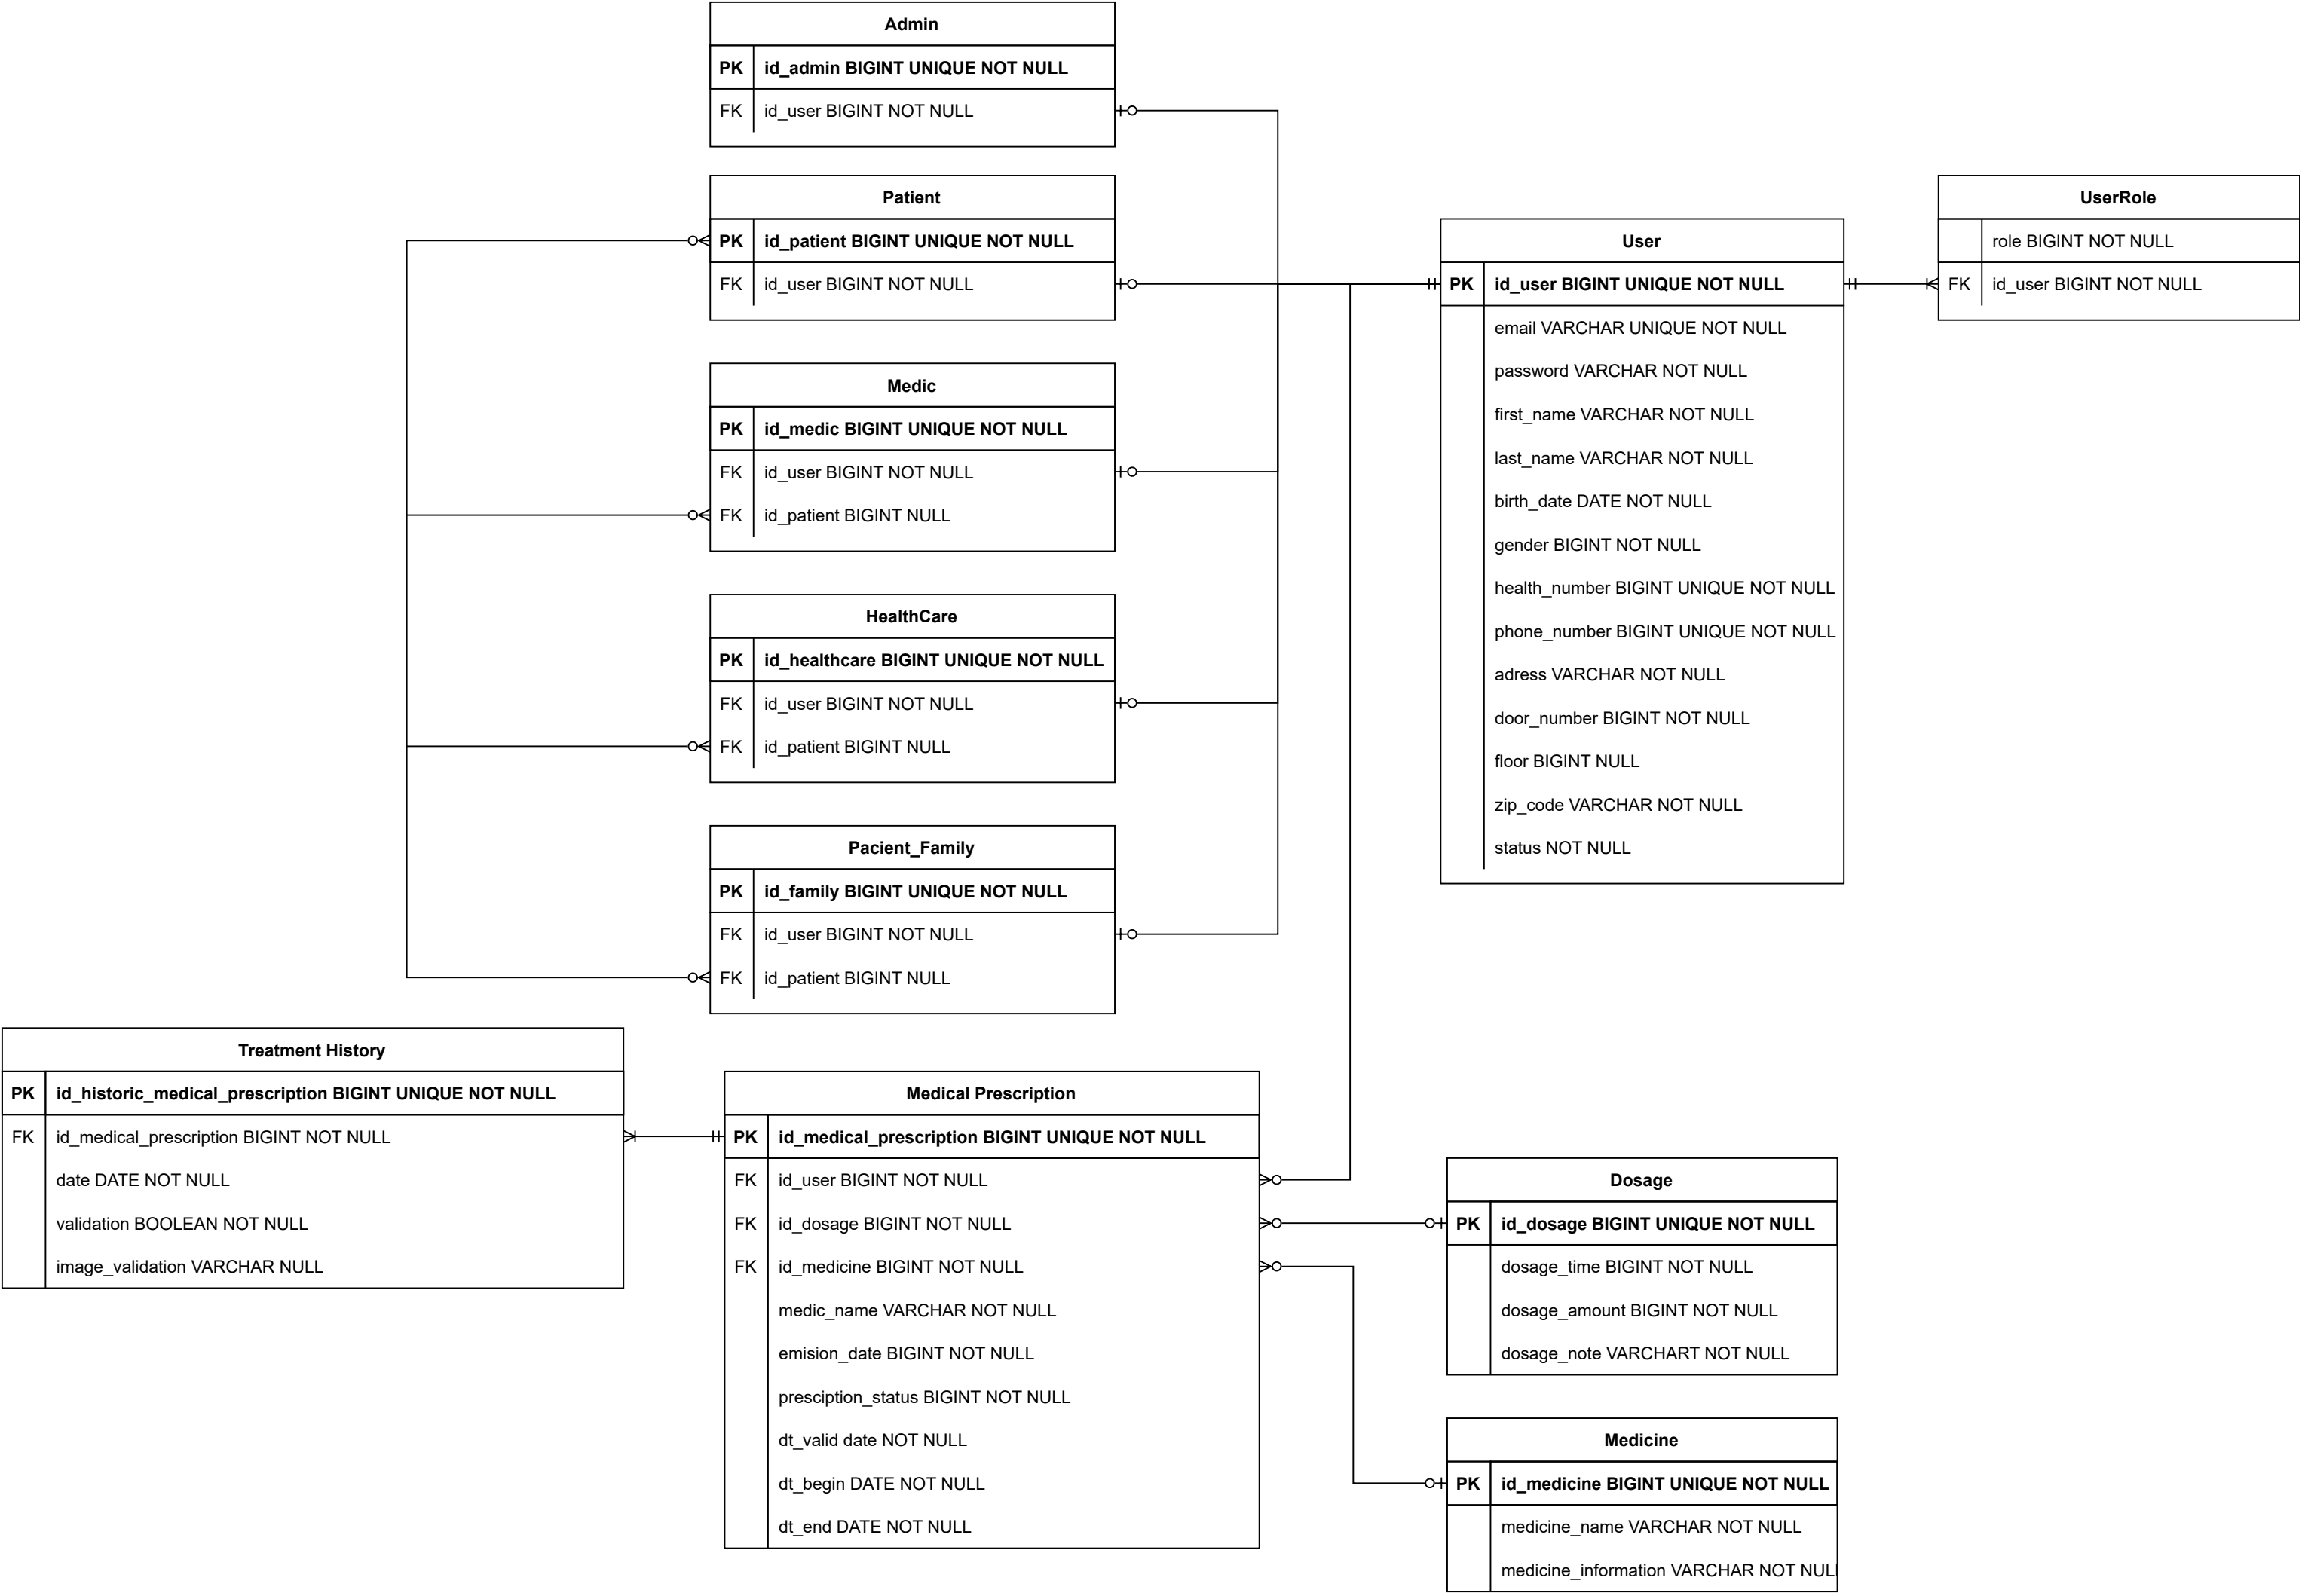 Admin
PK id_admin BIGINT UNIQUE NOT NULL
FK id_user BIGINT NOT NULL
Patient
PK id_patient BIGINT UNIQUE NOT NULL
FK id_user BIGINT NOT NULL
Medic
PK id_medic BIGINT UNIQUE NOT NULL
FK id_user BIGINT NOT NULL
FK id_patient BIGINT NULL
HealthCare
PK id_healthcare BIGINT UNIQUE NOT NULL
FK id_user BIGINT NOT NULL
FK id_patient BIGINT NULL
Pacient_Family
PK id_family BIGINT UNIQUE NOT NULL
FK id_user BIGINT NOT NULL
FK id_patient BIGINT NULL
User
PK id_user BIGINT UNIQUE NOT NULL
email VARCHAR UNIQUE NOT NULL
password VARCHAR NOT NULL
first_name VARCHAR NOT NULL
last_name VARCHAR NOT NULL
birth_date DATE NOT NULL
gender BIGINT NOT NULL
health_number BIGINT UNIQUE NOT NULL
phone_number BIGINT UNIQUE NOT NULL
adress VARCHAR NOT NULL
door_number BIGINT NOT NULL
floor BIGINT NULL
zip_code VARCHAR NOT NULL
status NOT NULL
UserRole
role BIGINT NOT NULL
FK id_user BIGINT NOT NULL
Treatment History
PK id_historic_medical_prescription BIGINT UNIQUE NOT NULL
FK id_medical_prescription BIGINT NOT NULL
date DATE NOT NULL
validation BOOLEAN NOT NULL
image_validation VARCHAR NULL
Medical Prescription
PK id_medical_prescription BIGINT UNIQUE NOT NULL
FK id_user BIGINT NOT NULL
FK id_dosage BIGINT NOT NULL
FK id_medicine BIGINT NOT NULL
medic_name VARCHAR NOT NULL
emision_date BIGINT NOT NULL
presciption_status BIGINT NOT NULL
dt_valid date NOT NULL
dt_begin DATE NOT NULL
dt_end DATE NOT NULL
Dosage
PK id_dosage BIGINT UNIQUE NOT NULL
dosage_time BIGINT NOT NULL
dosage_amount BIGINT NOT NULL
dosage_note VARCHART NOT NULL
Medicine
PK id_medicine BIGINT UNIQUE NOT NULL
medicine_name VARCHAR NOT NULL
medicine_information VARCHAR NOT NUL